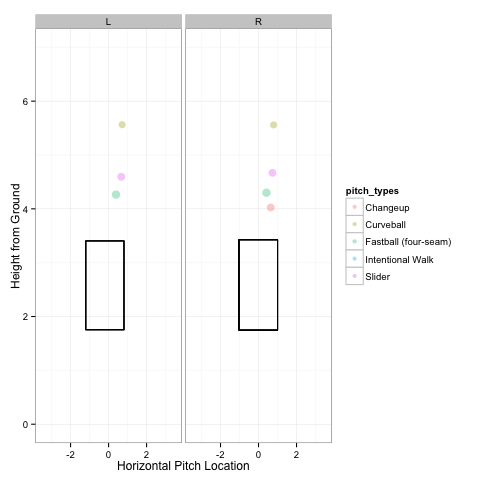 L
R
6
4
2
0
Height from Ground
-2
0
2
-2
0
2
Horizontal Pitch Location
pitch_types
Changeup
Curveball
Fastball (four-seam)
Intentional Walk
Slider